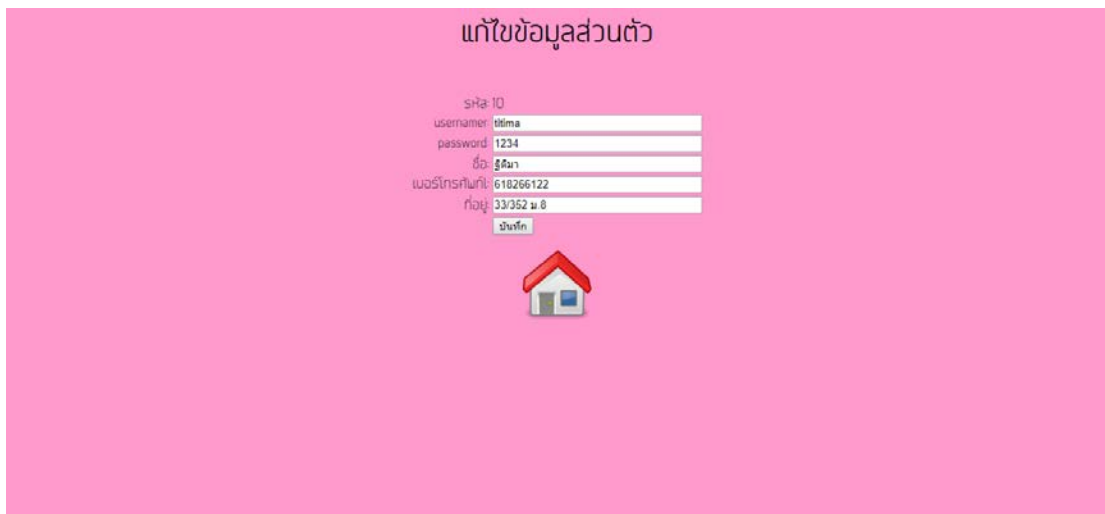 แก้ไขข้อมูลส่วนตัว
รหัส: 10
usernamer: titima
password: 1234
ชื่อ: ฐิติมา
เบอร์โทรศัพท์: 618266122
ที่อยู่: 33/352 ม.8
บันทึก